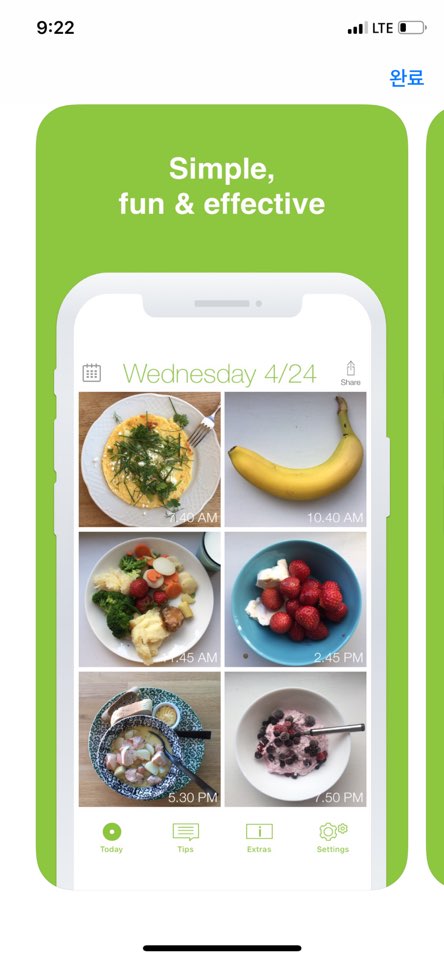 9:22
LTE
완료
Simple,
fun & effective
Wednesday 4/24
Share
7.40 AM
10.40 AM
11.45 AM
2.45 PM
5.30 PM
7.50 PM
Today
Tips
Extras
Settings